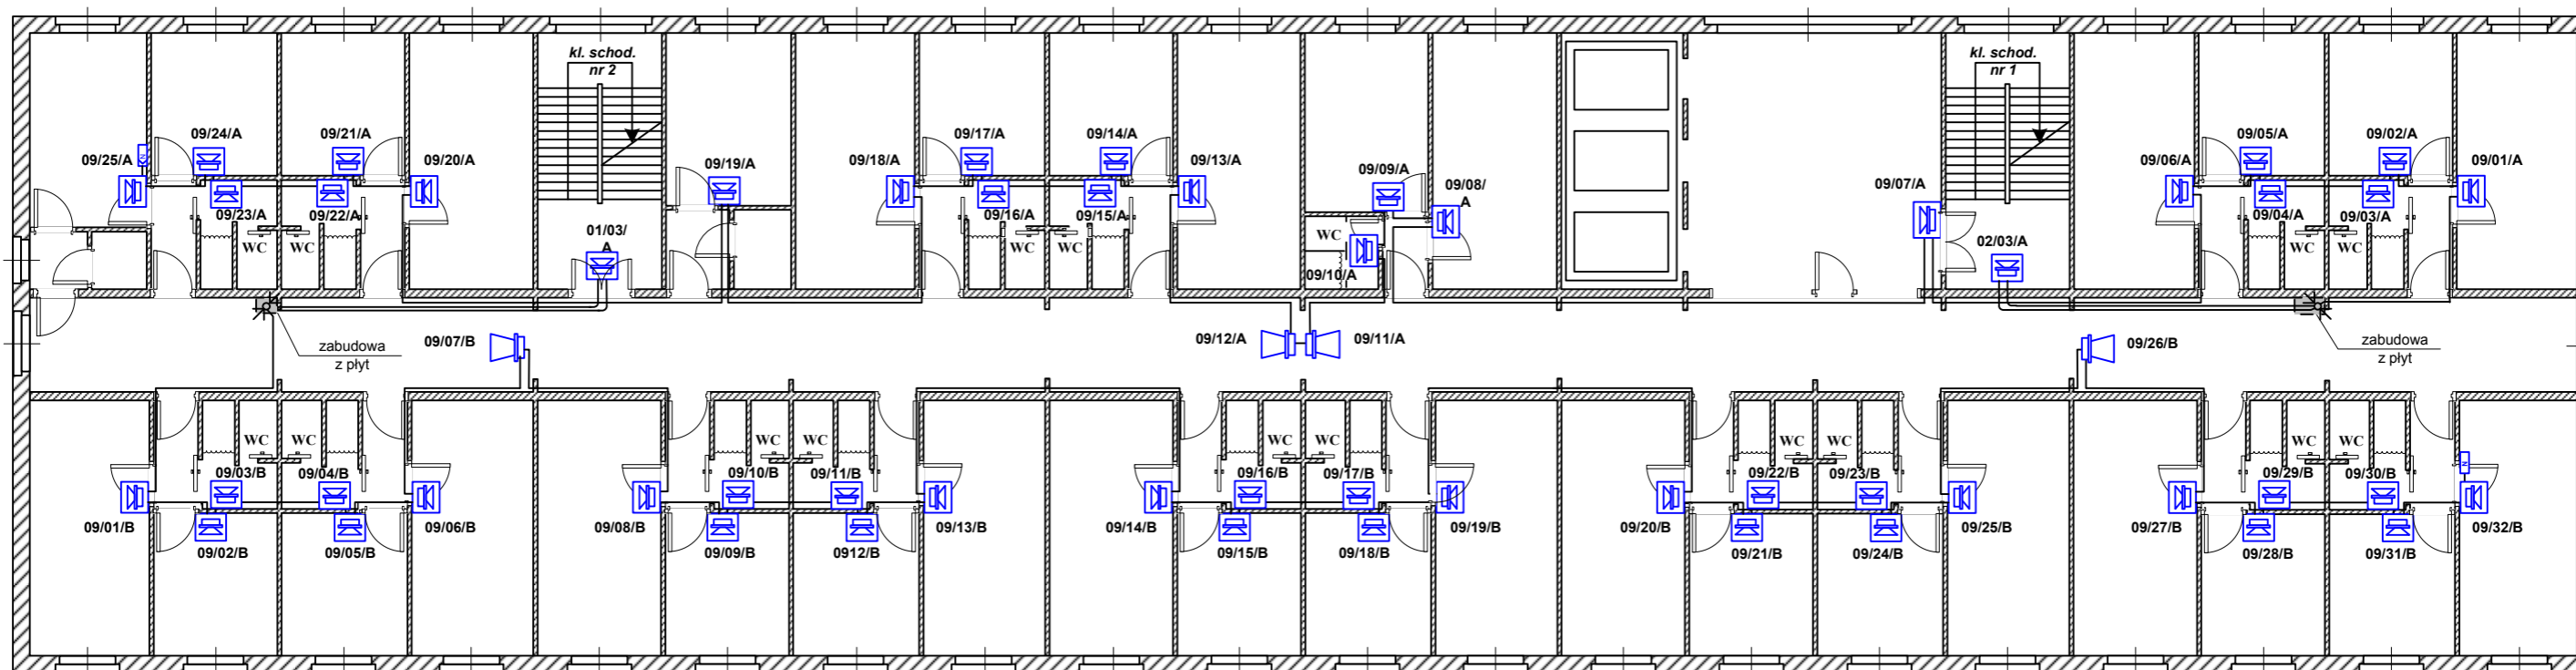 kl. schod.
nr 2
kl. schod.
nr 1
09/24/A
09/21/A
09/17/A
09/14/A
09/05/A
09/02/A
09/25/A
09/20/A
09/19/A
09/18/A
09/13/A
09/09/A
09/08/
A
09/07/A
09/06/A
09/01/A
09/23/A
09/22/A
09/16/A
09/15/A
09/04/A
09/03/A
01/03/
A
WC
WC
WC
WC
WC
WC
WC
02/03/A
09/10/A
zabudowa
z płyt
09/07/B
09/12/A
09/11/A
09/26/B
zabudowa
z płyt
WC
WC
WC
WC
WC
WC
WC
WC
WC
WC
09/03/B
09/04/B
09/10/B
09/11/B
09/16/B
09/17/B
09/22/B
09/23/B
09/29/B
09/30/B
N
N
09/01/B
09/06/B
09/08/B
09/13/B
09/14/B
09/19/B
09/20/B
09/25/B
09/27/B
09/32/B
09/02/B
09/05/B
09/09/B
0912/B
09/15/B
09/18/B
09/21/B
09/24/B
09/28/B
09/31/B